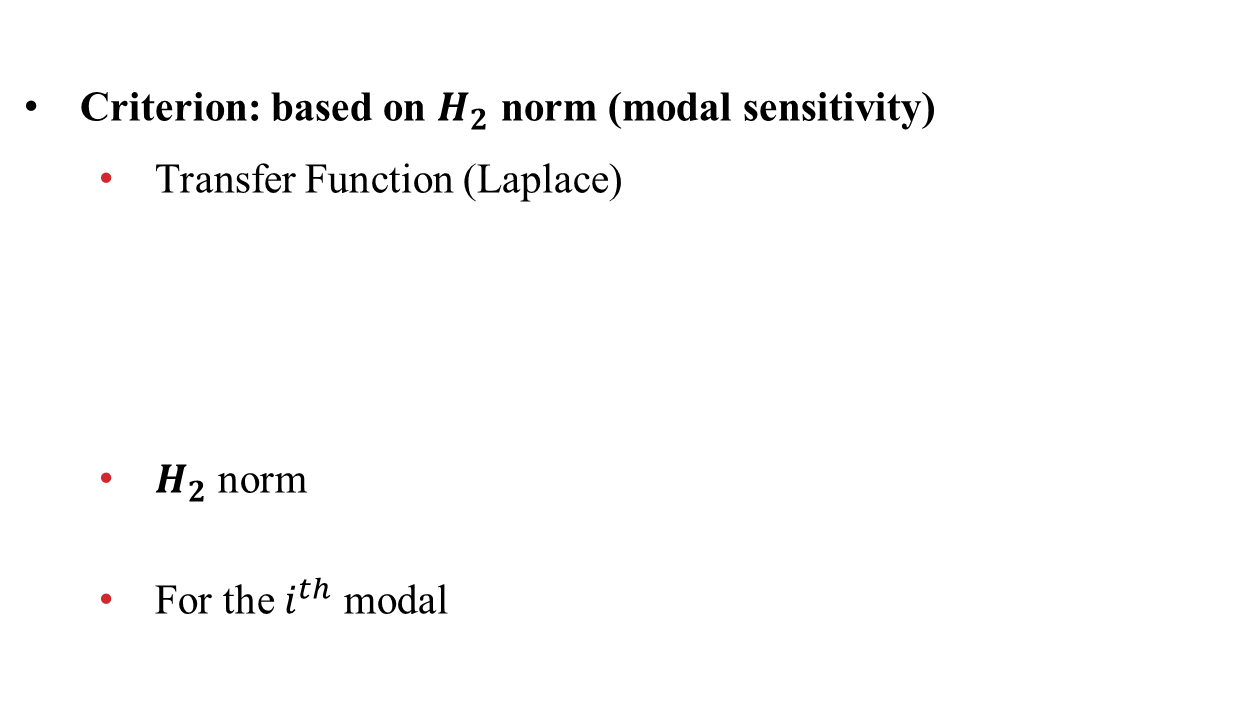 • Criterion: based on H₂ norm (modal sensitivity)
• Transfer Function (Laplace)
• H₂ norm
• For the iᵗʰ modal